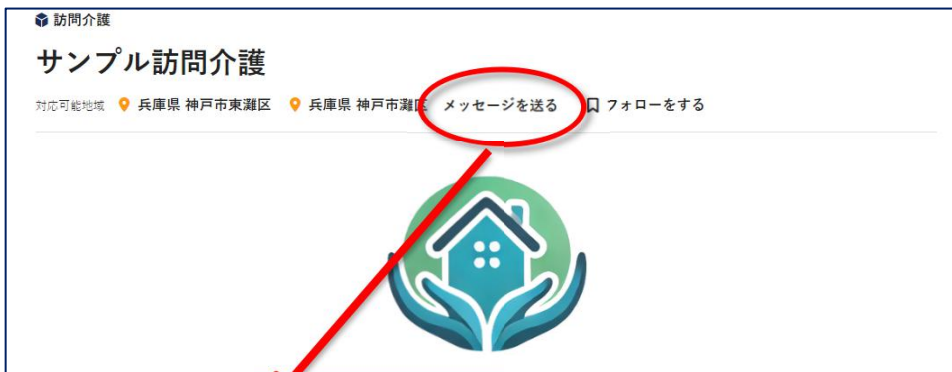 訪問介護
サンプル訪問介護
対応可能地域 兵庫県 神戸市東灘区 兵庫県 神戸市灘区 メッセージを送る フォローをする